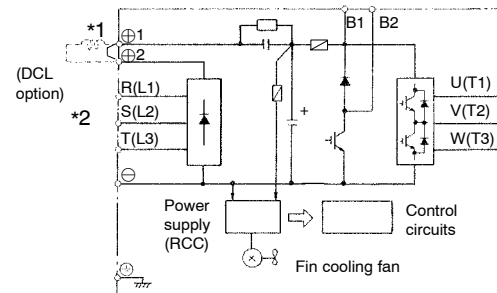 B1 B2
*1
⊕1
⊕2
(DCL
option)
R(L1)
*2
S(L2)
T(L3)
U(T1)
V(T2)
W(T3)
+
⊖
Power
supply
(RCC)
Control
circuits
Fin cooling fan